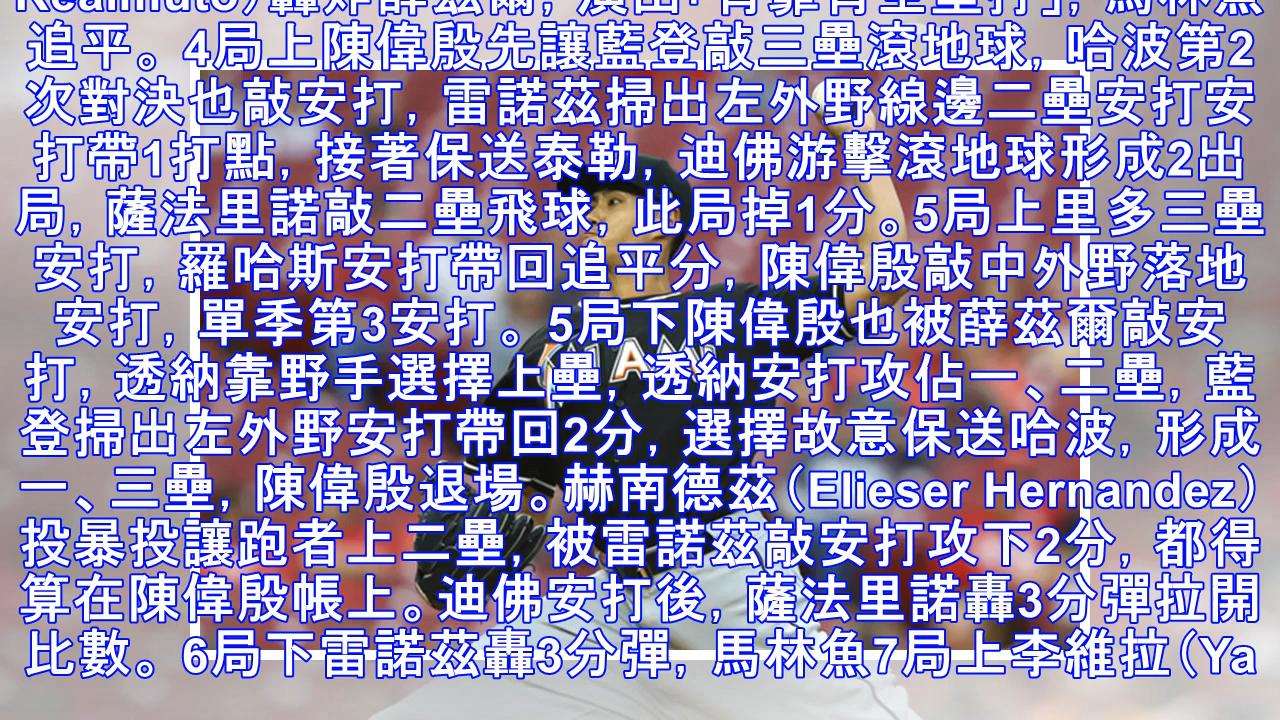 Realmuto)轟炸薛茲爾, 演出
追平。4局上陳偉殷先讓藍登敲三壘滾地球, 哈波第2
次對決也敲安打, 雷諾茲掃出左外野線邊二壘安打安
打帶1打點, 接著保送泰勒, 迪佛游擊滾地球形成2出
局, 薩法里諾敲二壘飛球, 此局掉1分。5局上里多三壘
安打, 羅哈斯安打帶回追平分, 陳偉殷敲中外野落地
安打, 單季第3安打。5局下陳偉殷也被薛茲爾敲安
打, 透納靠野手選擇上壘, 透納安打攻佔一、二壘, 藍
登掃出左外野安打帶回2分, 選擇故意保送哈波, 形成
一、三壘, 陳偉殷退場。赫南德茲(Elieser Hernandez)
投暴投讓跑者上二壘, 被雷諾茲敲安打攻下2分, 都得
算在陳偉殷帳上。迪佛安打後, 薩法里諾轟3分彈拉開
比數。6局下雷諾茲轟3分彈, 馬林魚7局上李維拉(Ya
MIAMI